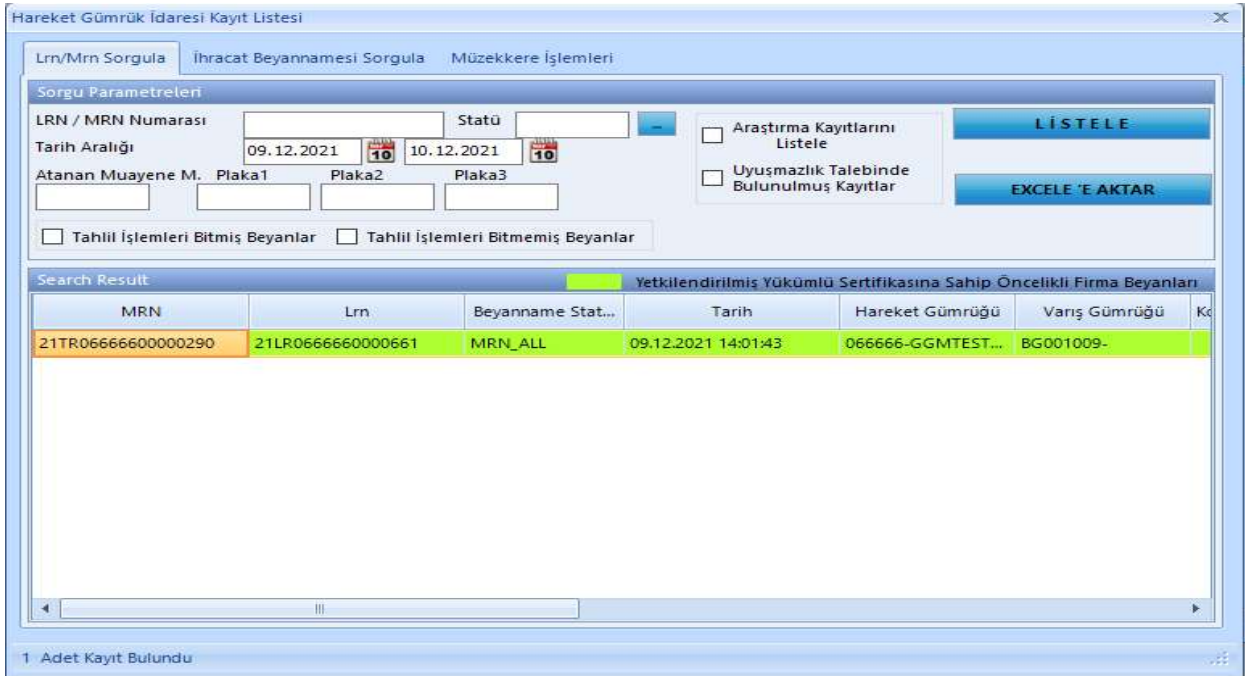 Hareket Gümrük İdaresi Kayıt Listesi
Lrn/Mrn Sorgula İhracat Beyannamesi Sorgula Müzekkere İşlemleri
Sorgu Parametreleri
LRN / MRN Numarası Statü ...
Tarih Aralığı 09.12.2021 10 10.12.2021 10
Atanan Muayene M. Plaka1 Plaka2 Plaka3
Tahlil İşlemleri Bitmiş Beyanlar Tahlil İşlemleri Bitmemiş Beyanlar
Araştırma Kayıtlarını
Listele
Uyuşmazlık Talebinde
Bulunulmuş Kayıtlar
LİSTELE
EXCELE 'E AKTAR
Search Result Yetkilendirilmiş Yükümlü Sertifikasına Sahip Öncelikli Firma Beyanları
MRN Lrn Beyanname Stat... Tarih Hareket Gümrüğü Varış Gümrüğü
21TR06666600000290 21LR0666660000661 MRN_ALL 09.12.2021 14:01:43 066666-GGMTEST... BG001009-
1 Adet Kayıt Bulundu